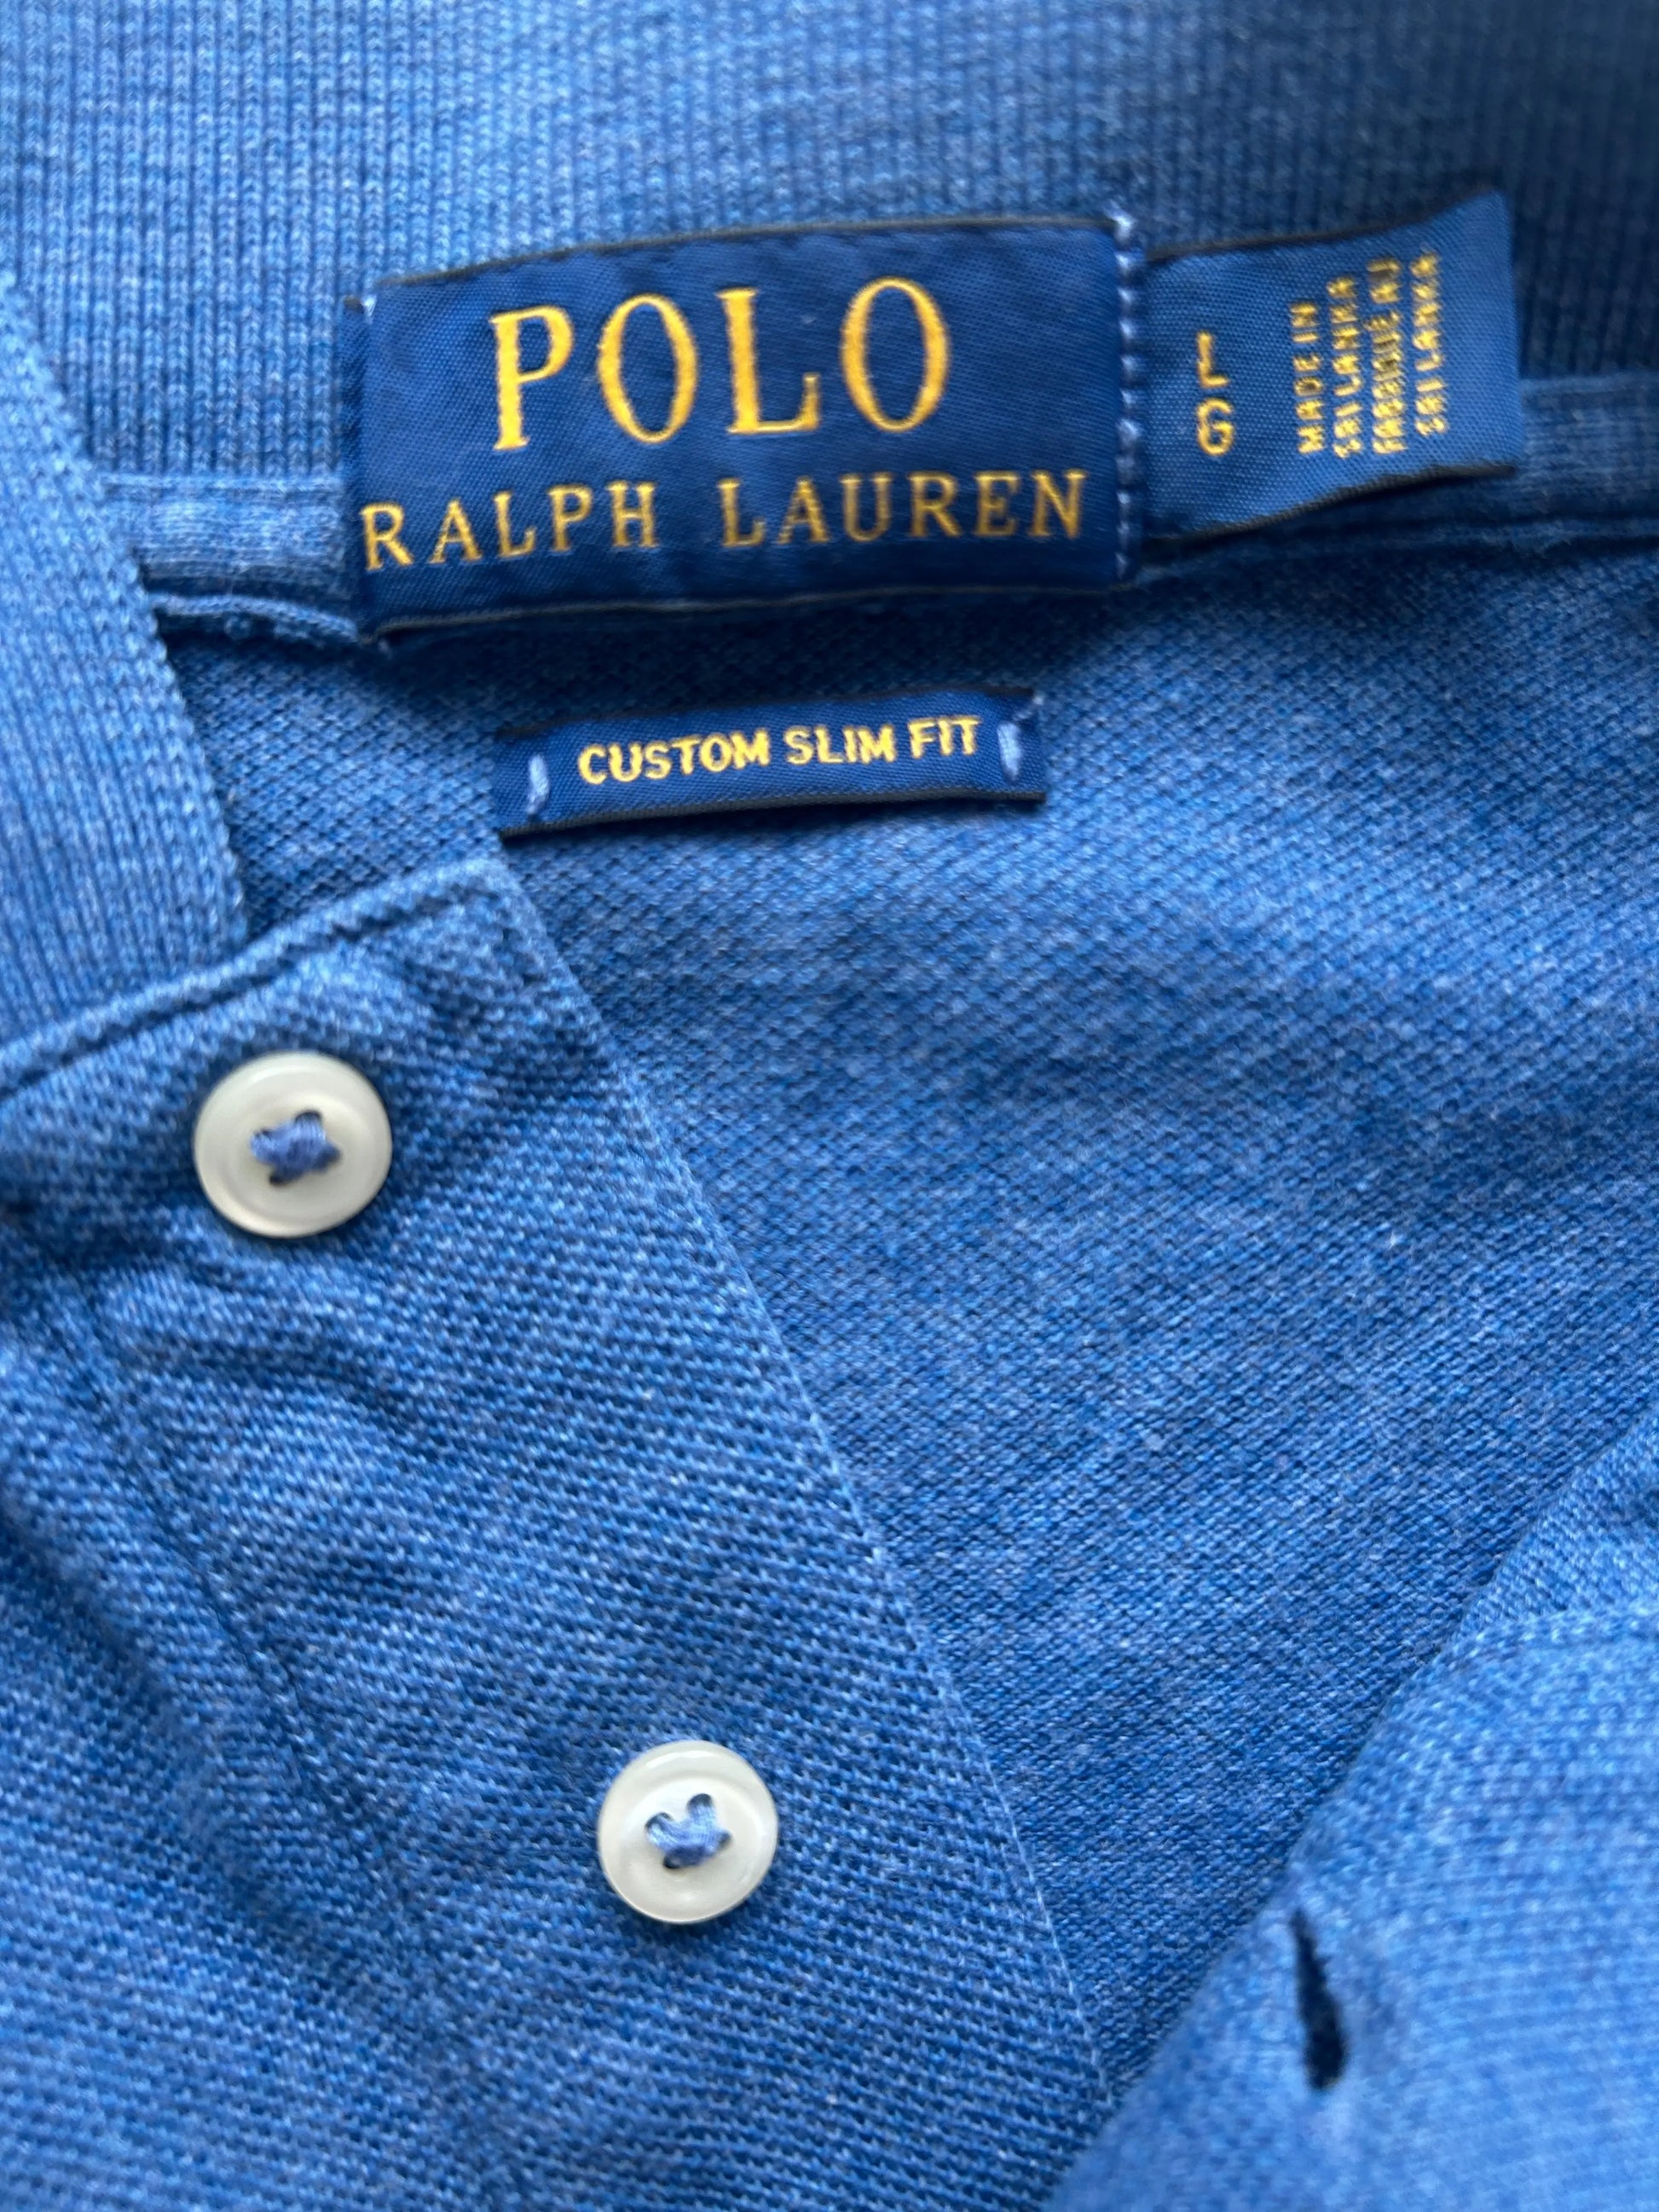 POLO
RALPH LAUREN
L
G
MADE IN
SRI LANKA
FABRIQUÉ AU
SRI LANKA
CUSTOM SLIM FIT